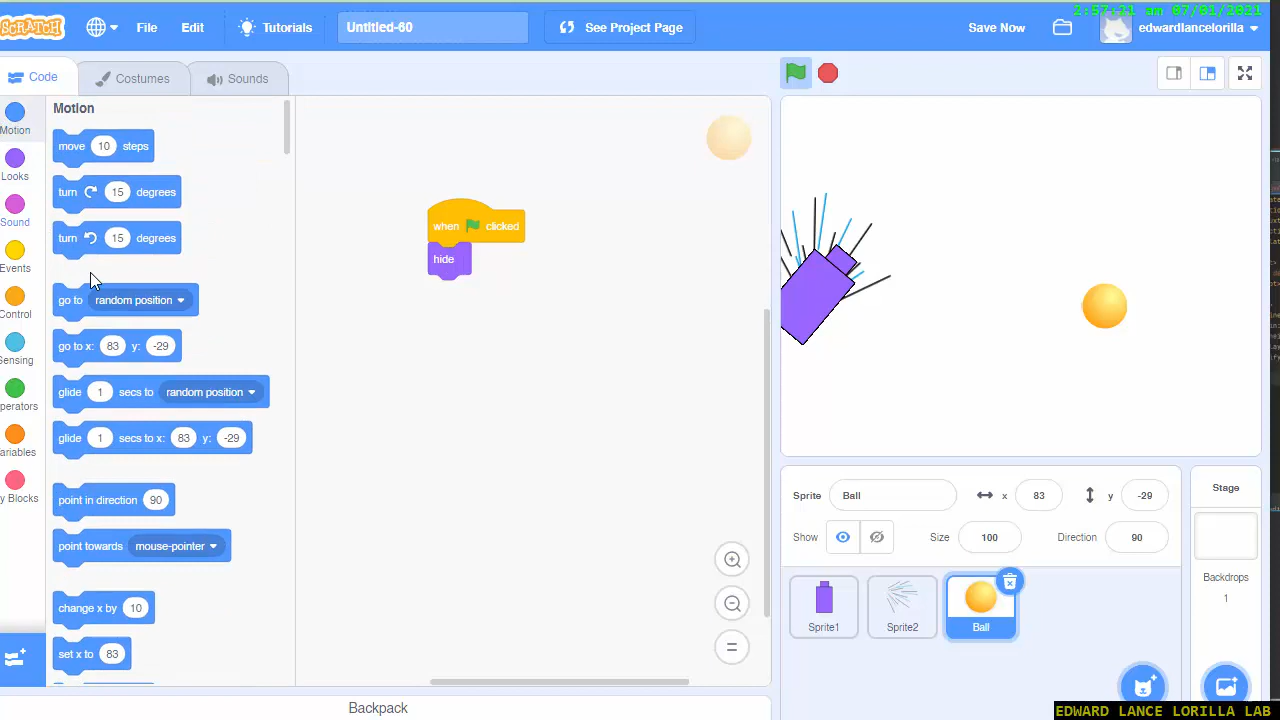 2:57:11 am 07/01/2021
SCRATCH File Edit Tutorials Untitled-60 See Project Page Save Now edwardlancelorilla
Code Costumes Sounds
Motion
Motion
Looks
Sound
Events
Control
Sensing
perators
ariables
y Blocks
move 10 steps
turn 15 degrees
turn 15 degrees
go to random position
go to x: 83 y: -29
glide 1 secs to random position
glide 1 secs to x: 83 y: -29
point in direction 90
point towards mouse-pointer
change x by 10
set x to 83
when clicked
hide
Backpack
Sprite Ball x 83 y -29
Show Size 100 Direction 90
Sprite1 Sprite2 Ball
Stage
Backdrops
1
EDWARD LANCE LORILLA LAB